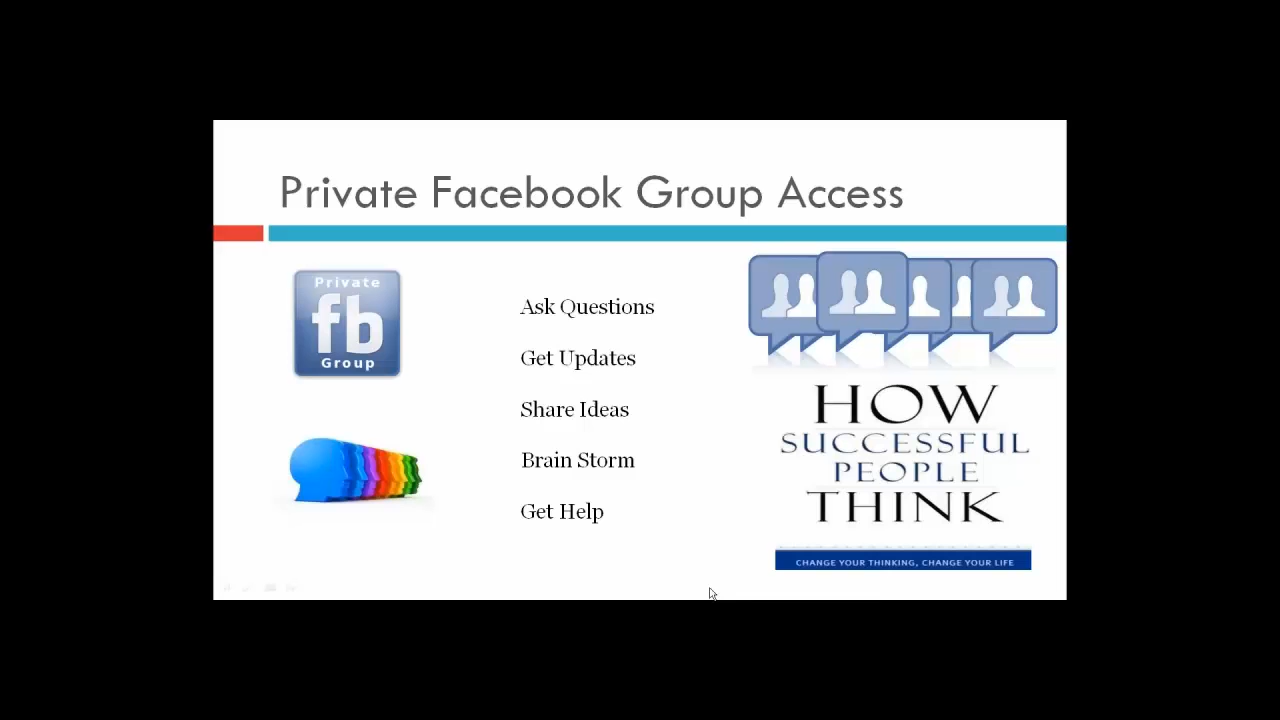 Private Facebook Group Access
Private
fb
Group
Ask Questions
Get Updates
Share Ideas
Brain Storm
Get Help
HOW
SUCCESSFUL
PEOPLE
THINK
CHANGE YOUR THINKING, CHANGE YOUR LIFE